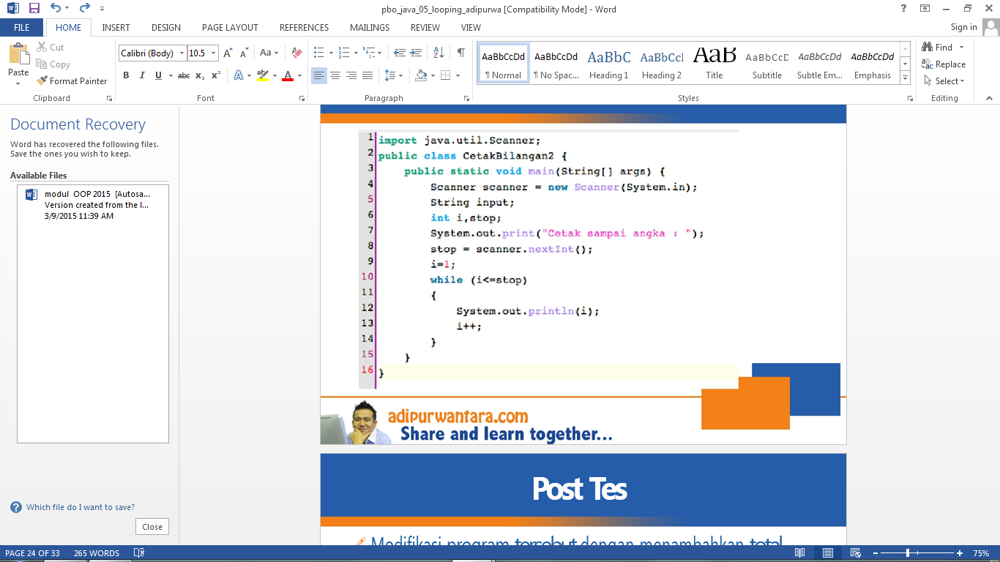 pbo_java_05_looping_adipurwa [Compatibility Mode] - Word
FILE HOME INSERT DESIGN PAGE LAYOUT REFERENCES MAILINGS REVIEW VIEW Sign in
Paste
Cut
Copy
Format Painter
Clipboard
Calibri (Body) 10.5
Font
Paragraph
AaBbCcDd AaBbCcDd AaBbC AaBbCcI AaB AaBbCcD AaBbCcDd AaBbCcDd
¶ Normal ¶ No Spac... Heading 1 Heading 2 Title Subtitle Subtle Em... Emphasis
Styles
Find
Replace
Select
Editing
Document Recovery
Word has recovered the following files.
Save the ones you wish to keep.
Available Files
modul OOP 2015 [Autosa...
Version created from the l...
3/9/2015 11:39 AM
Which file do I want to save?
Close
1 import java.util.Scanner;
2 public class CetakBilangan2 {
3 public static void main(String[] args) {
4 Scanner scanner = new Scanner(System.in);
5 String input;
6 int i,stop;
7 System.out.print("Cetak sampai angka : ");
8 stop = scanner.nextInt();
9 i=1;
10 while (i<=stop)
11 {
12 System.out.println(i);
13 i++;
14 }
15 }
16 }
adipurwantara.com
Share and learn together...
Post Tes
Modifikasi program tersebut dengan menambahkan total
PAGE 24 OF 33 265 WORDS 75%